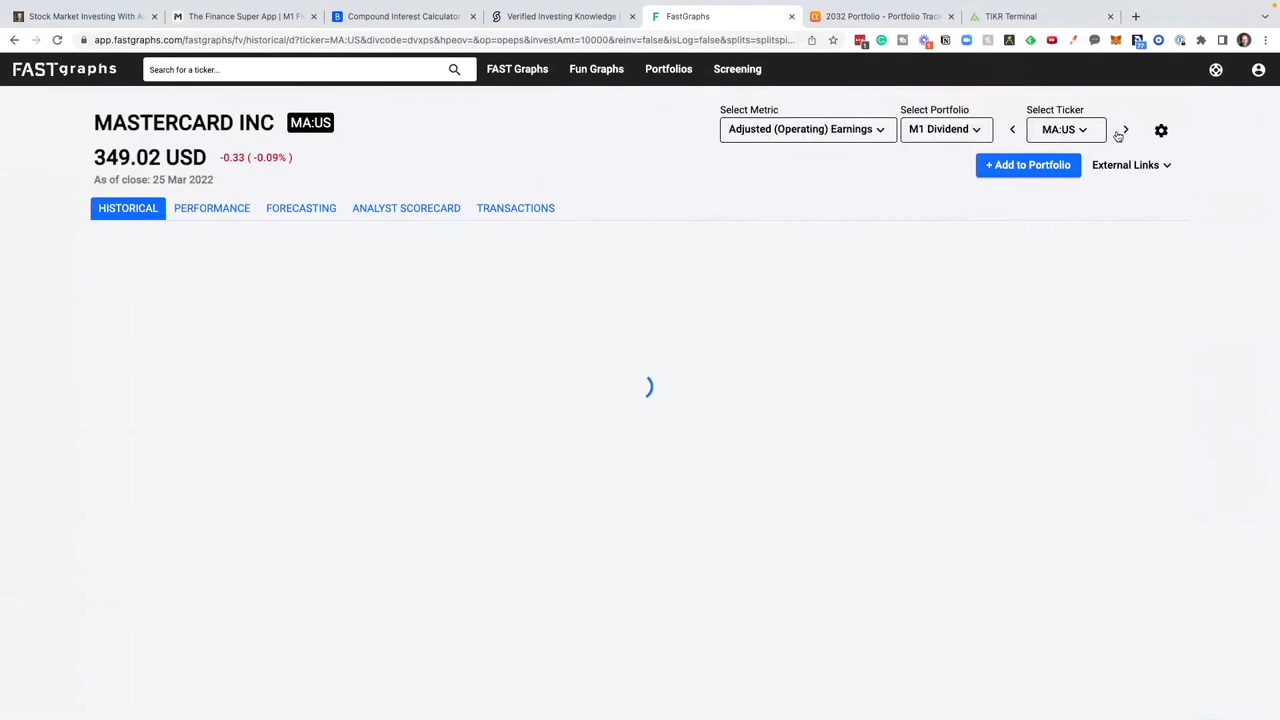 Stock Market Investing With A
The Finance Super App | M1 Fi
Compound Interest Calculator
Verified Investing Knowledge |
FastGraphs
2032 Portfolio - Portfolio Track
TIKR Terminal
app.fastgraphs.com/fastgraphs/fv/historical/d?ticker=MA:US&divcode=dvxps&hpeov=&op=opeps&investAmt=10000&reinv=false&isLog=false&splits=splitspi...
FASTgraphs
Search for a ticker...
FAST Graphs
Fun Graphs
Portfolios
Screening
MASTERCARD INC MA:US
349.02 USD -0.33 ( -0.09% )
As of close: 25 Mar 2022
Select Metric
Adjusted (Operating) Earnings
Select Portfolio
M1 Dividend
Select Ticker
MA:US
+ Add to Portfolio
External Links
HISTORICAL
PERFORMANCE
FORECASTING
ANALYST SCORECARD
TRANSACTIONS